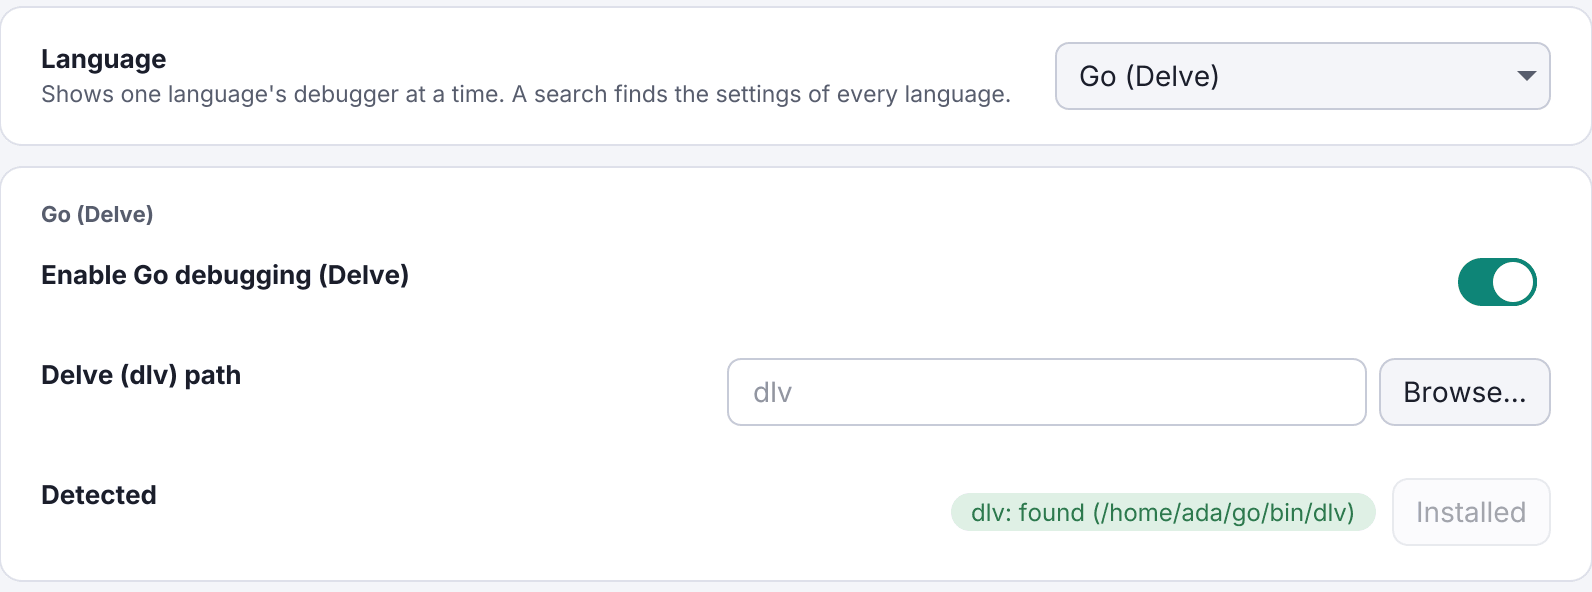 Language
Shows one language's debugger at a time. A search finds the settings of every language.
Go (Delve)
Go (Delve)
Enable Go debugging (Delve)
Delve (dlv) path
dlv
Browse...
Detected
dlv: found (/home/ada/go/bin/dlv)
Installed